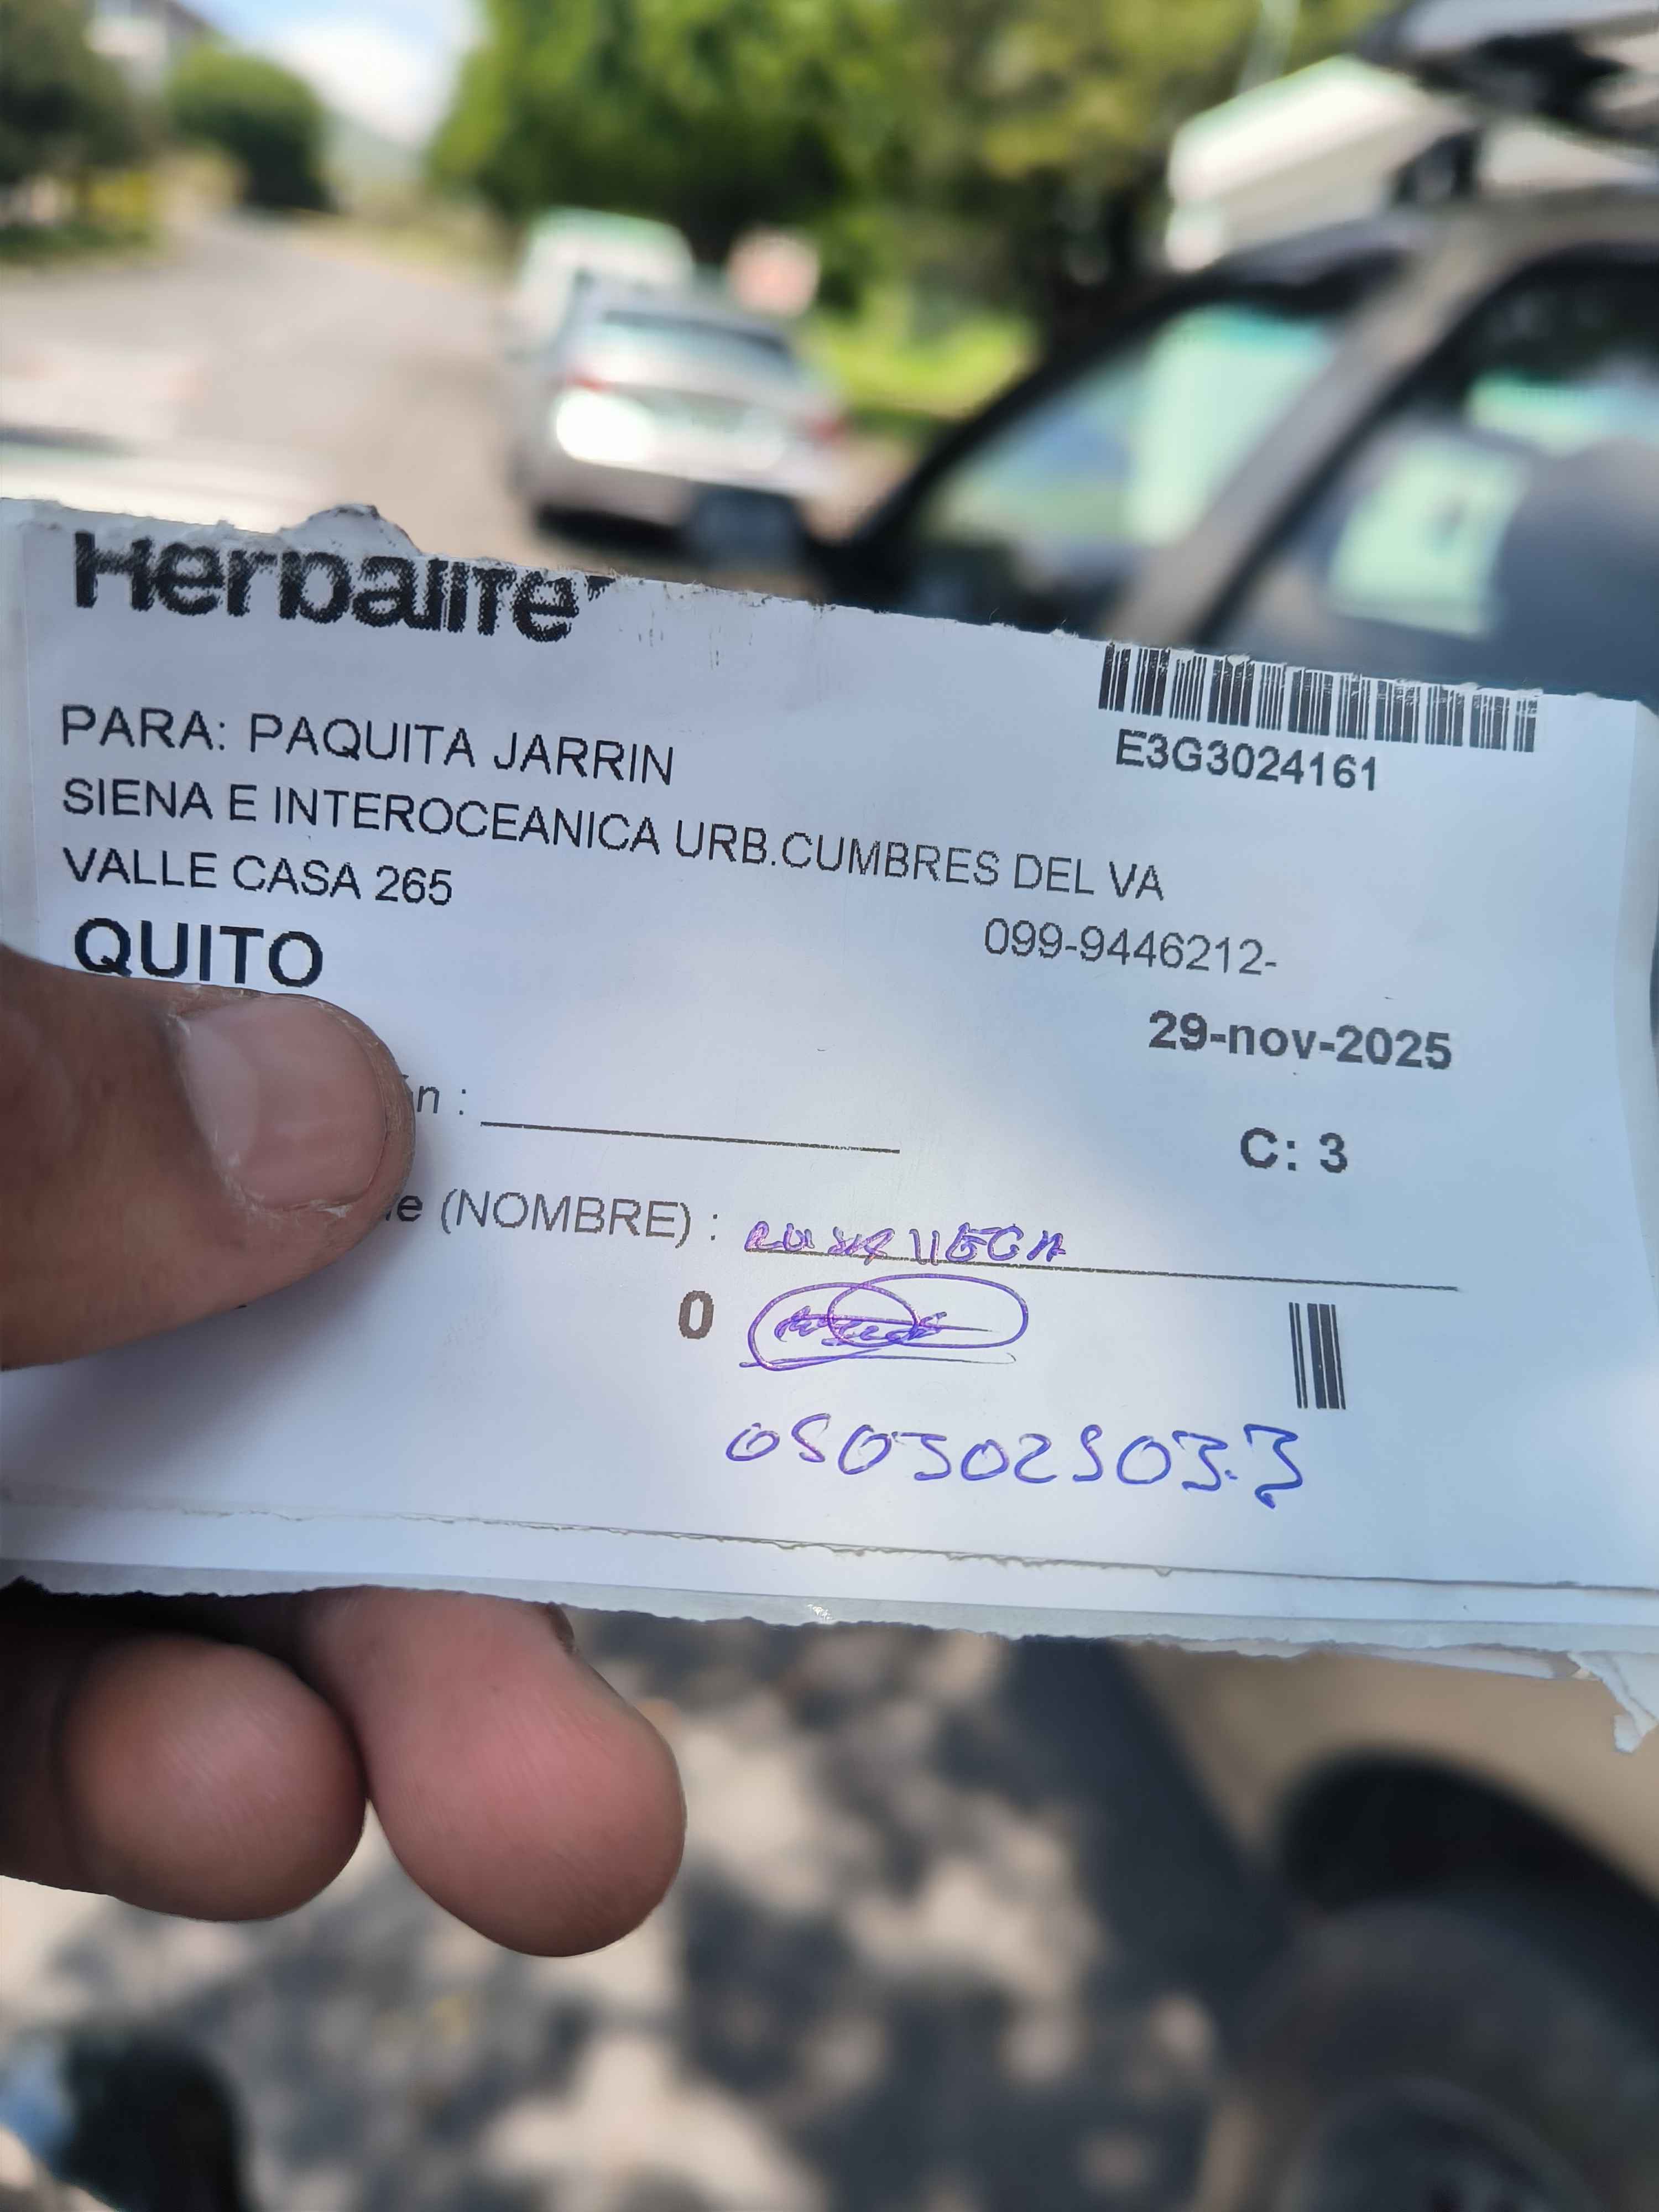 Herbalife
E3G3024161
PARA: PAQUITA JARRIN
SIENA E INTEROCEANICA URB.CUMBRES DEL VA
VALLE CASA 265
099-9446212-
QUITO
29-nov-2025
n :
C: 3
e (NOMBRE) : VEGA
0